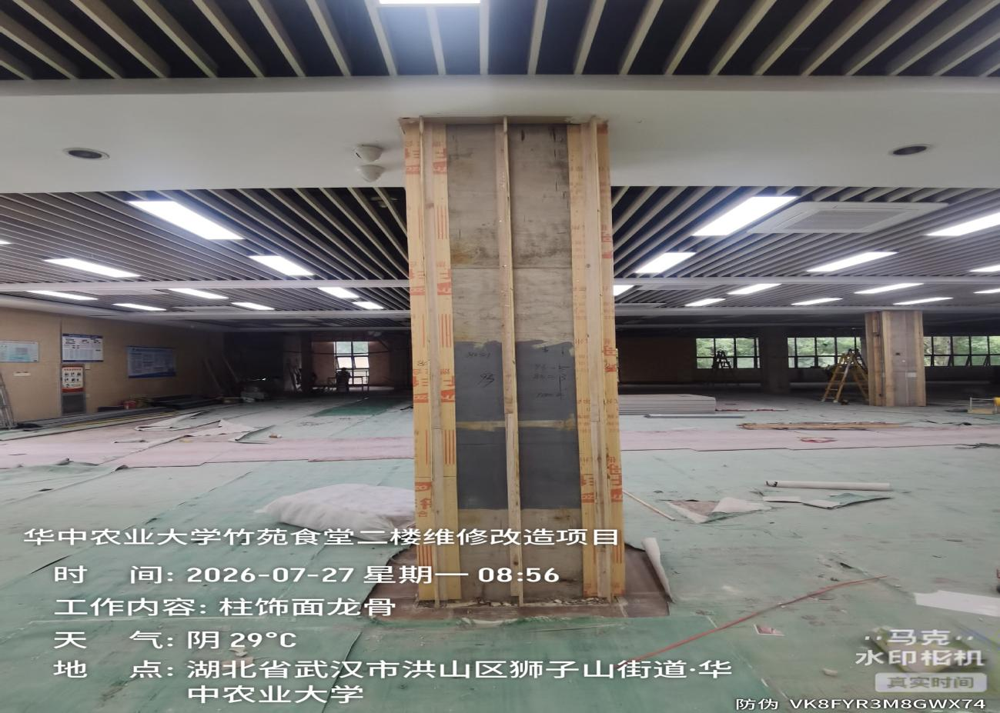 华中农业大学竹苑食堂二楼维修改造项目
时 间: 2026-07-27 星期一 08:56
工作内容: 柱饰面龙骨
天 气: 阴 29°C
地 点: 湖北省武汉市洪山区狮子山街道·华
中农业大学
马克
水印相机
真实时间
防伪 VK8FYR3M8GWX74